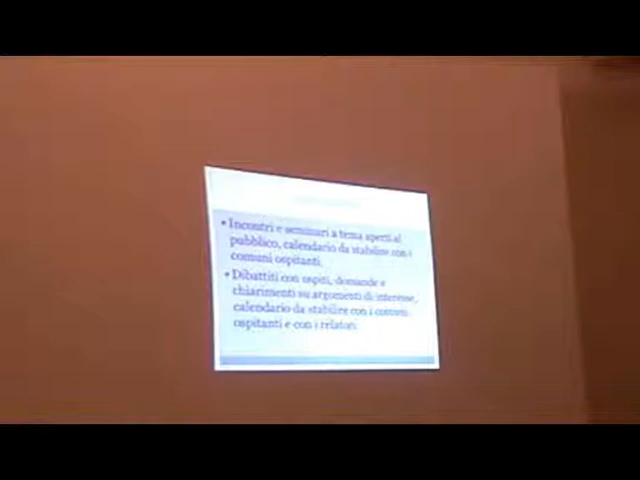 • Incontri e seminari a tema aperti al
pubblico, calendario da stabilire con i
comuni ospitanti.
• Dibattiti con ospiti, domande e
chiarimenti su argomenti di interesse,
calendario da stabilire con i comuni
ospitanti e con i relatori